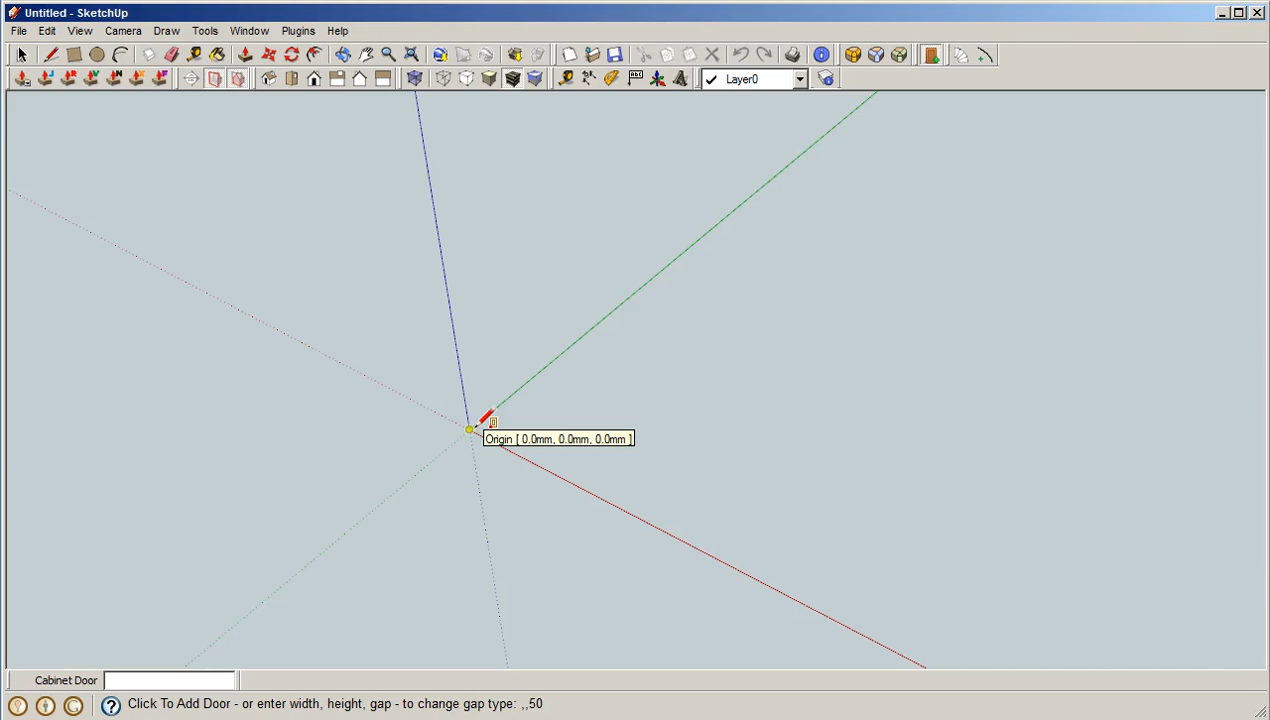 Untitled - SketchUp
File Edit View Camera Draw Tools Window Plugins Help
Layer0
Origin [ 0.0mm, 0.0mm, 0.0mm ]
Cabinet Door
Click To Add Door - or enter width, height, gap - to change gap type: ,,50